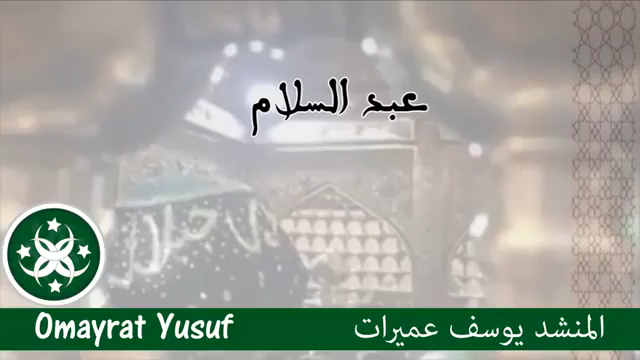 عبد السلام
Omayrat Yusuf
المنشد يوسف عميرات